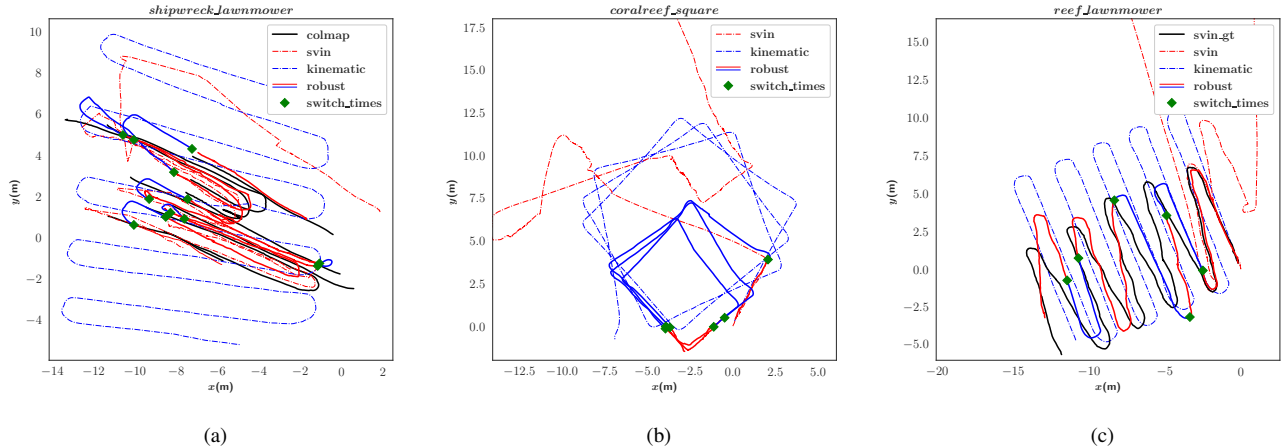 shipwreck_lawnmower
10
8
6
4
2
0
−2
−4
y(m)
−14 −12 −10 −8 −6 −4 −2 0 2
x(m)
colmap
svin
kinematic
robust
switch_times
(a)
coralreef_square
17.5
15.0
12.5
10.0
7.5
5.0
2.5
0.0
y(m)
−12.5 −10.0 −7.5 −5.0 −2.5 0.0 2.5 5.0
x(m)
svin
kinematic
robust
switch_times
(b)
reef_lawnmower
15.0
12.5
10.0
7.5
5.0
2.5
0.0
−2.5
−5.0
y(m)
−20 −15 −10 −5 0
x(m)
svin_gt
svin
kinematic
robust
switch_times
(c)